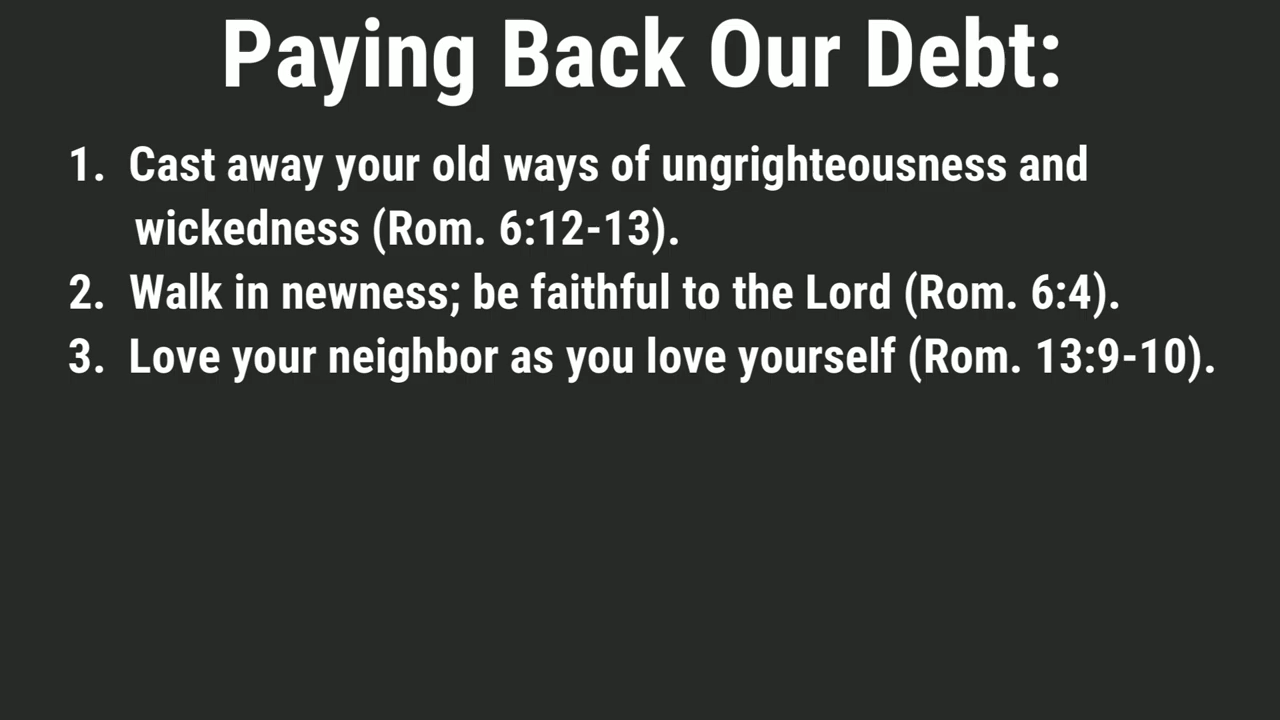 Paying Back Our Debt:
1. Cast away your old ways of ungrighteousness and
wickedness (Rom. 6:12-13).
2. Walk in newness; be faithful to the Lord (Rom. 6:4).
3. Love your neighbor as you love yourself (Rom. 13:9-10).